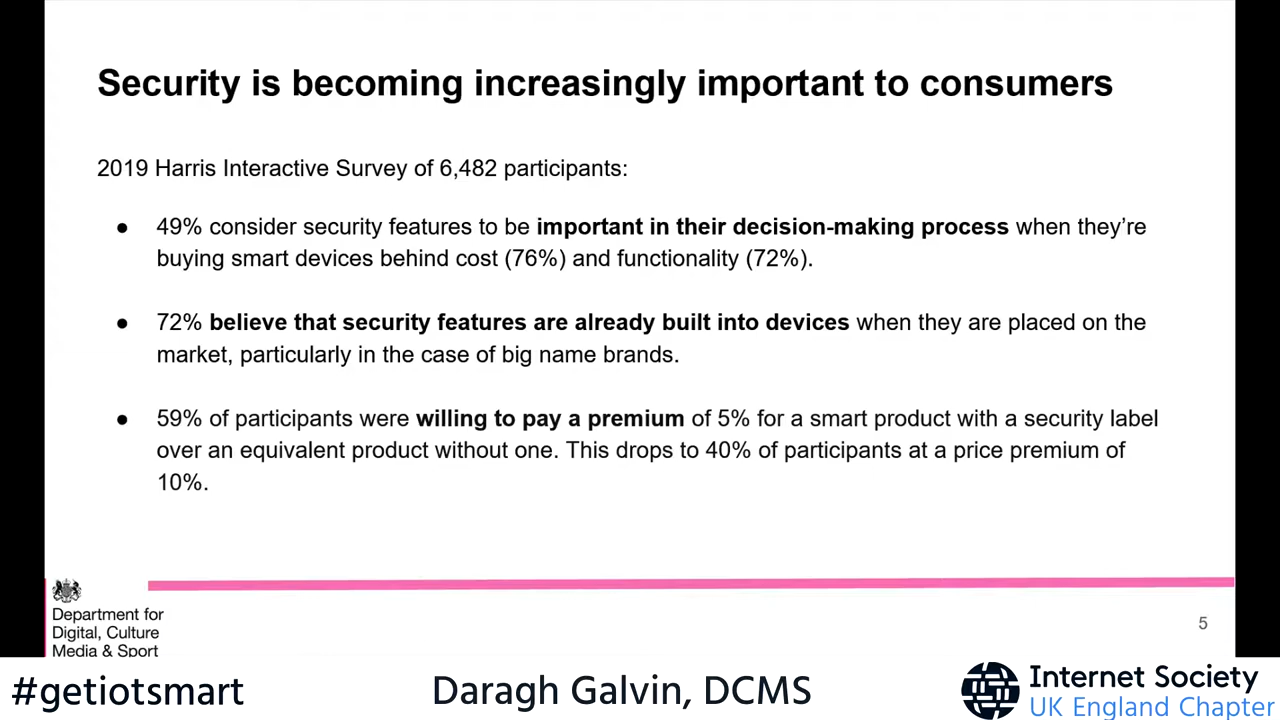 Security is becoming increasingly important to consumers
2019 Harris Interactive Survey of 6,482 participants:
● 49% consider security features to be important in their decision-making process when they’re
buying smart devices behind cost (76%) and functionality (72%).
● 72% believe that security features are already built into devices when they are placed on the
market, particularly in the case of big name brands.
● 59% of participants were willing to pay a premium of 5% for a smart product with a security label
over an equivalent product without one. This drops to 40% of participants at a price premium of
10%.
Department for
Digital, Culture
Media & Sport
5
#getiotsmart
Daragh Galvin, DCMS
Internet Society
UK England Chapter